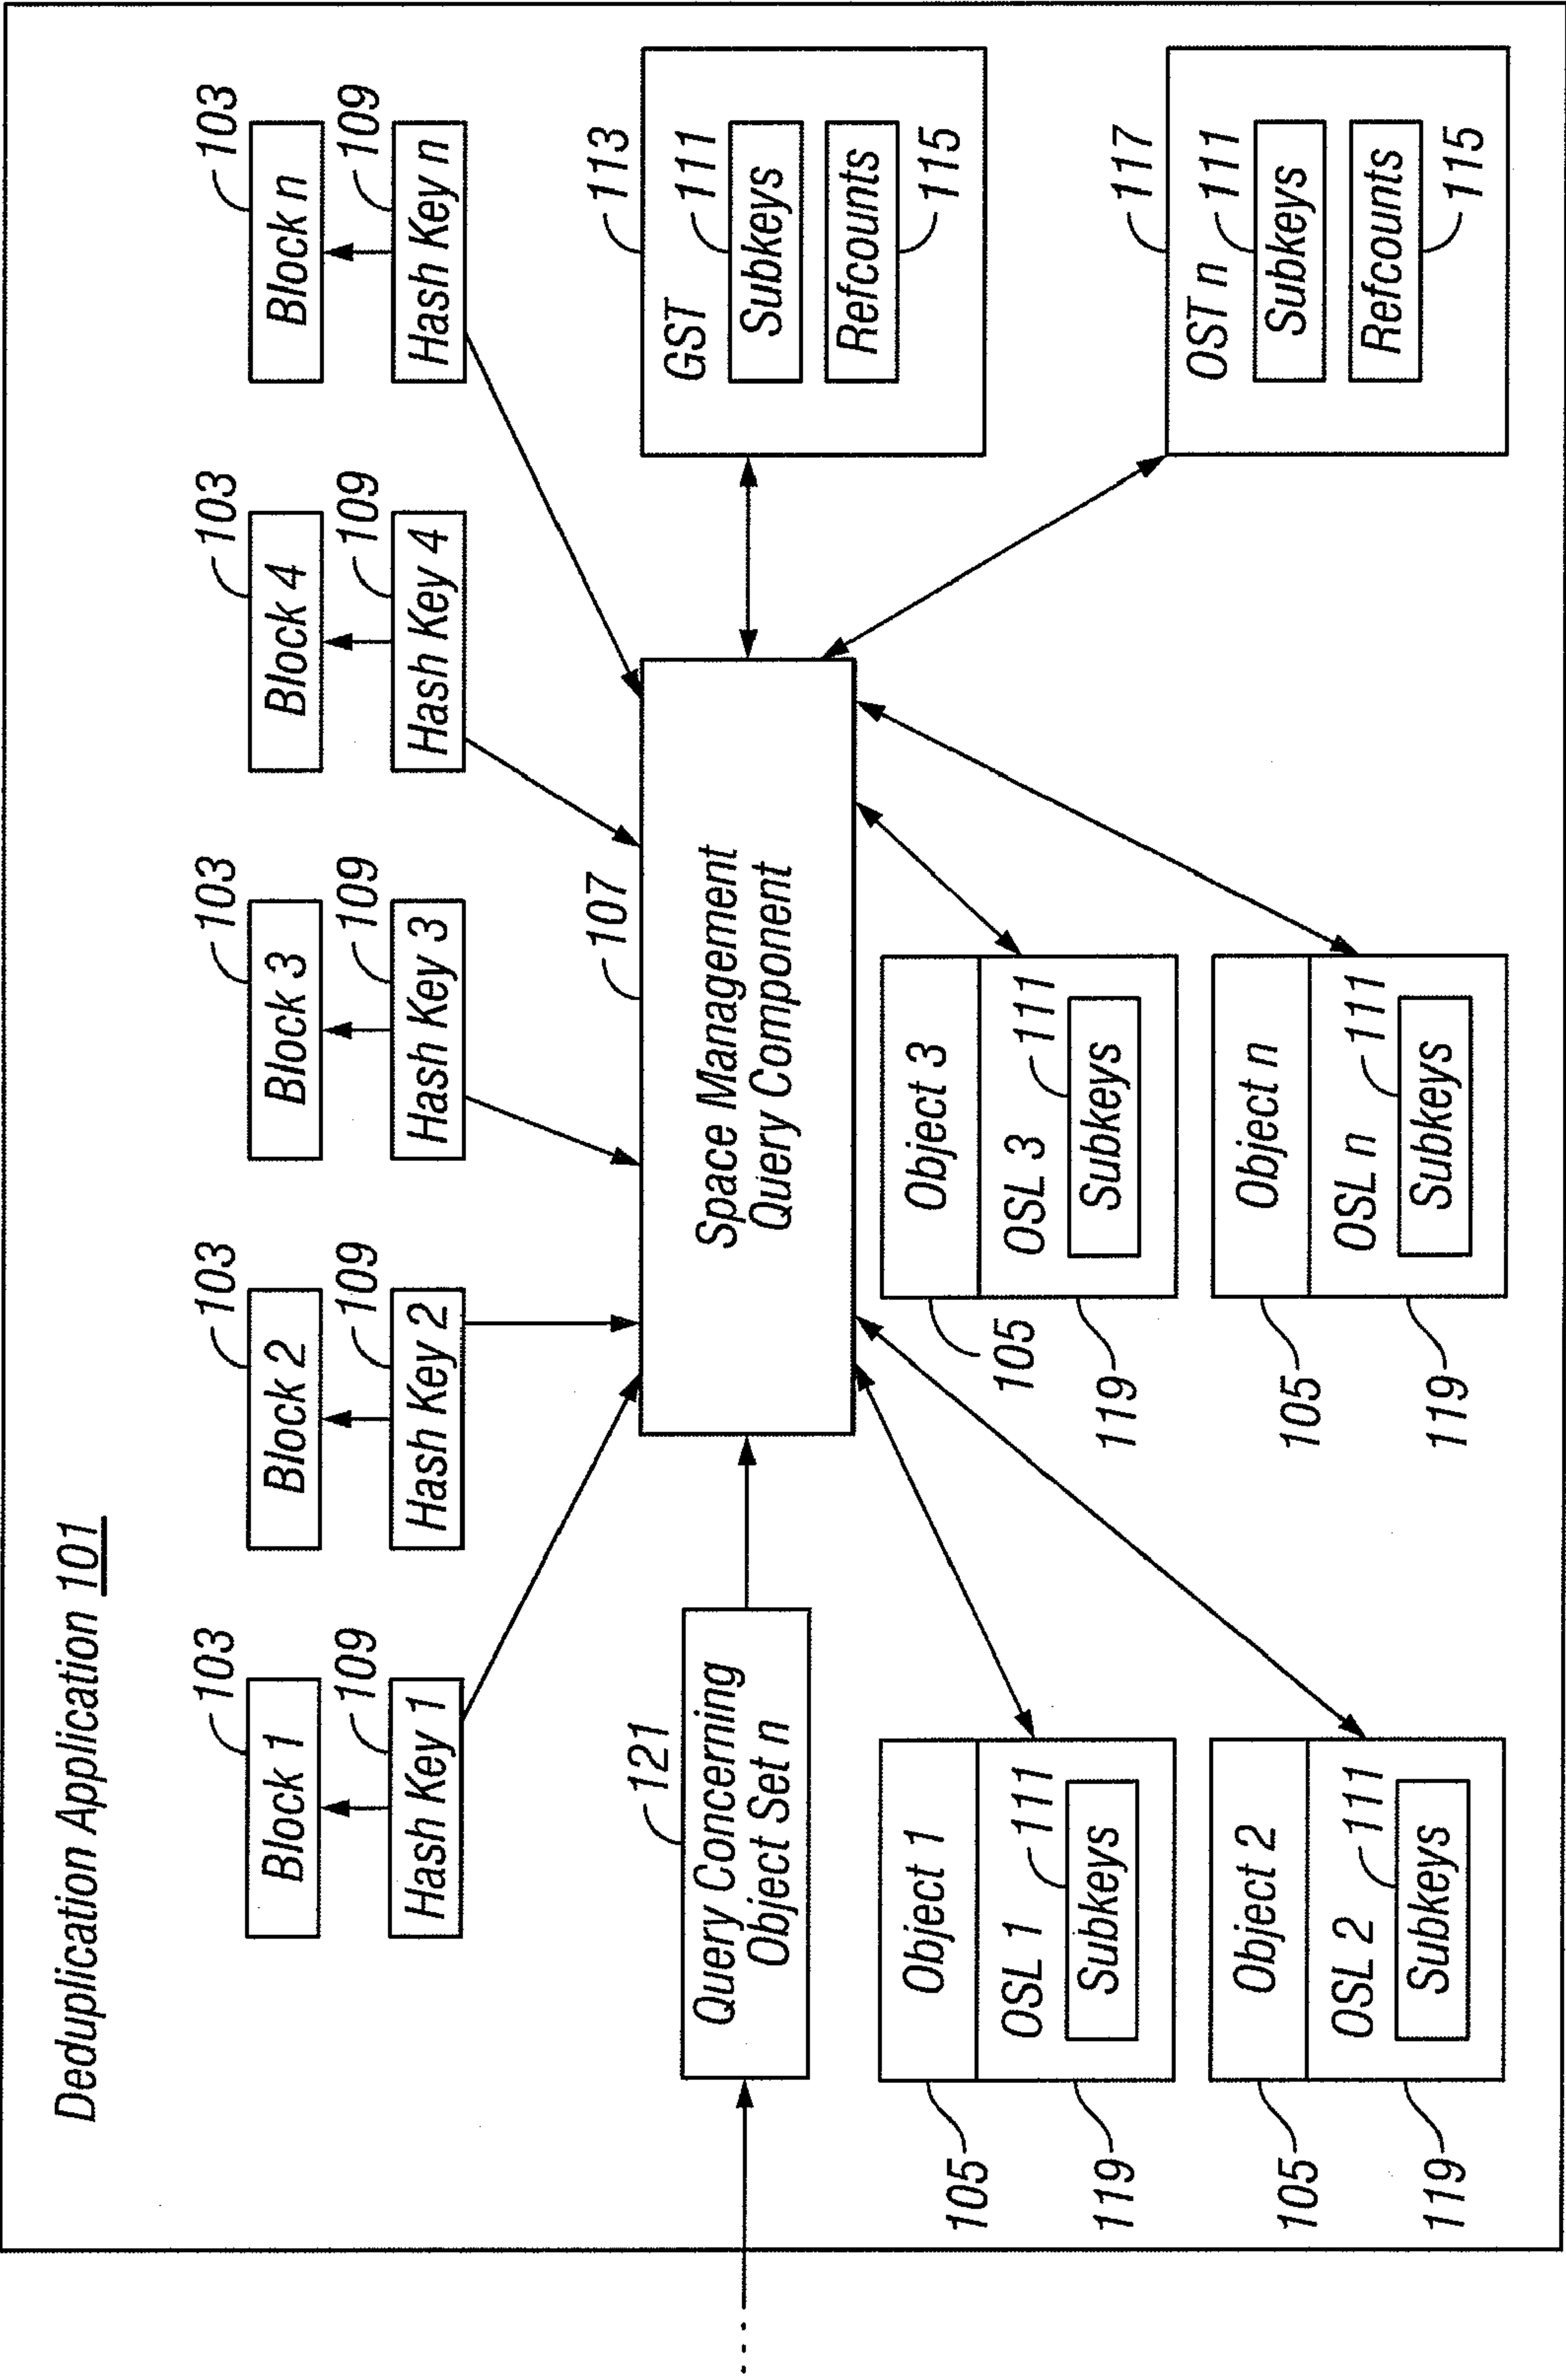 Deduplication Application 101
103
103
103
103
103
Block 1
Block 2
Block 3
Block 4
Block n
109
109
109
109
109
Hash Key 1
Hash Key 2
Hash Key 3
Hash Key 4
Hash Key n
121
Query Concerning
Object Set n
107
Space Management
Query Component
113
GST
111
Subkeys
Refcounts
115
Object 1
OSL 1
111
Subkeys
105
119
Object 3
OSL 3
111
Subkeys
105
119
117
OST n
111
Subkeys
Refcounts
115
Object 2
OSL 2
111
Subkeys
105
119
Object n
OSL n
111
Subkeys
105
119